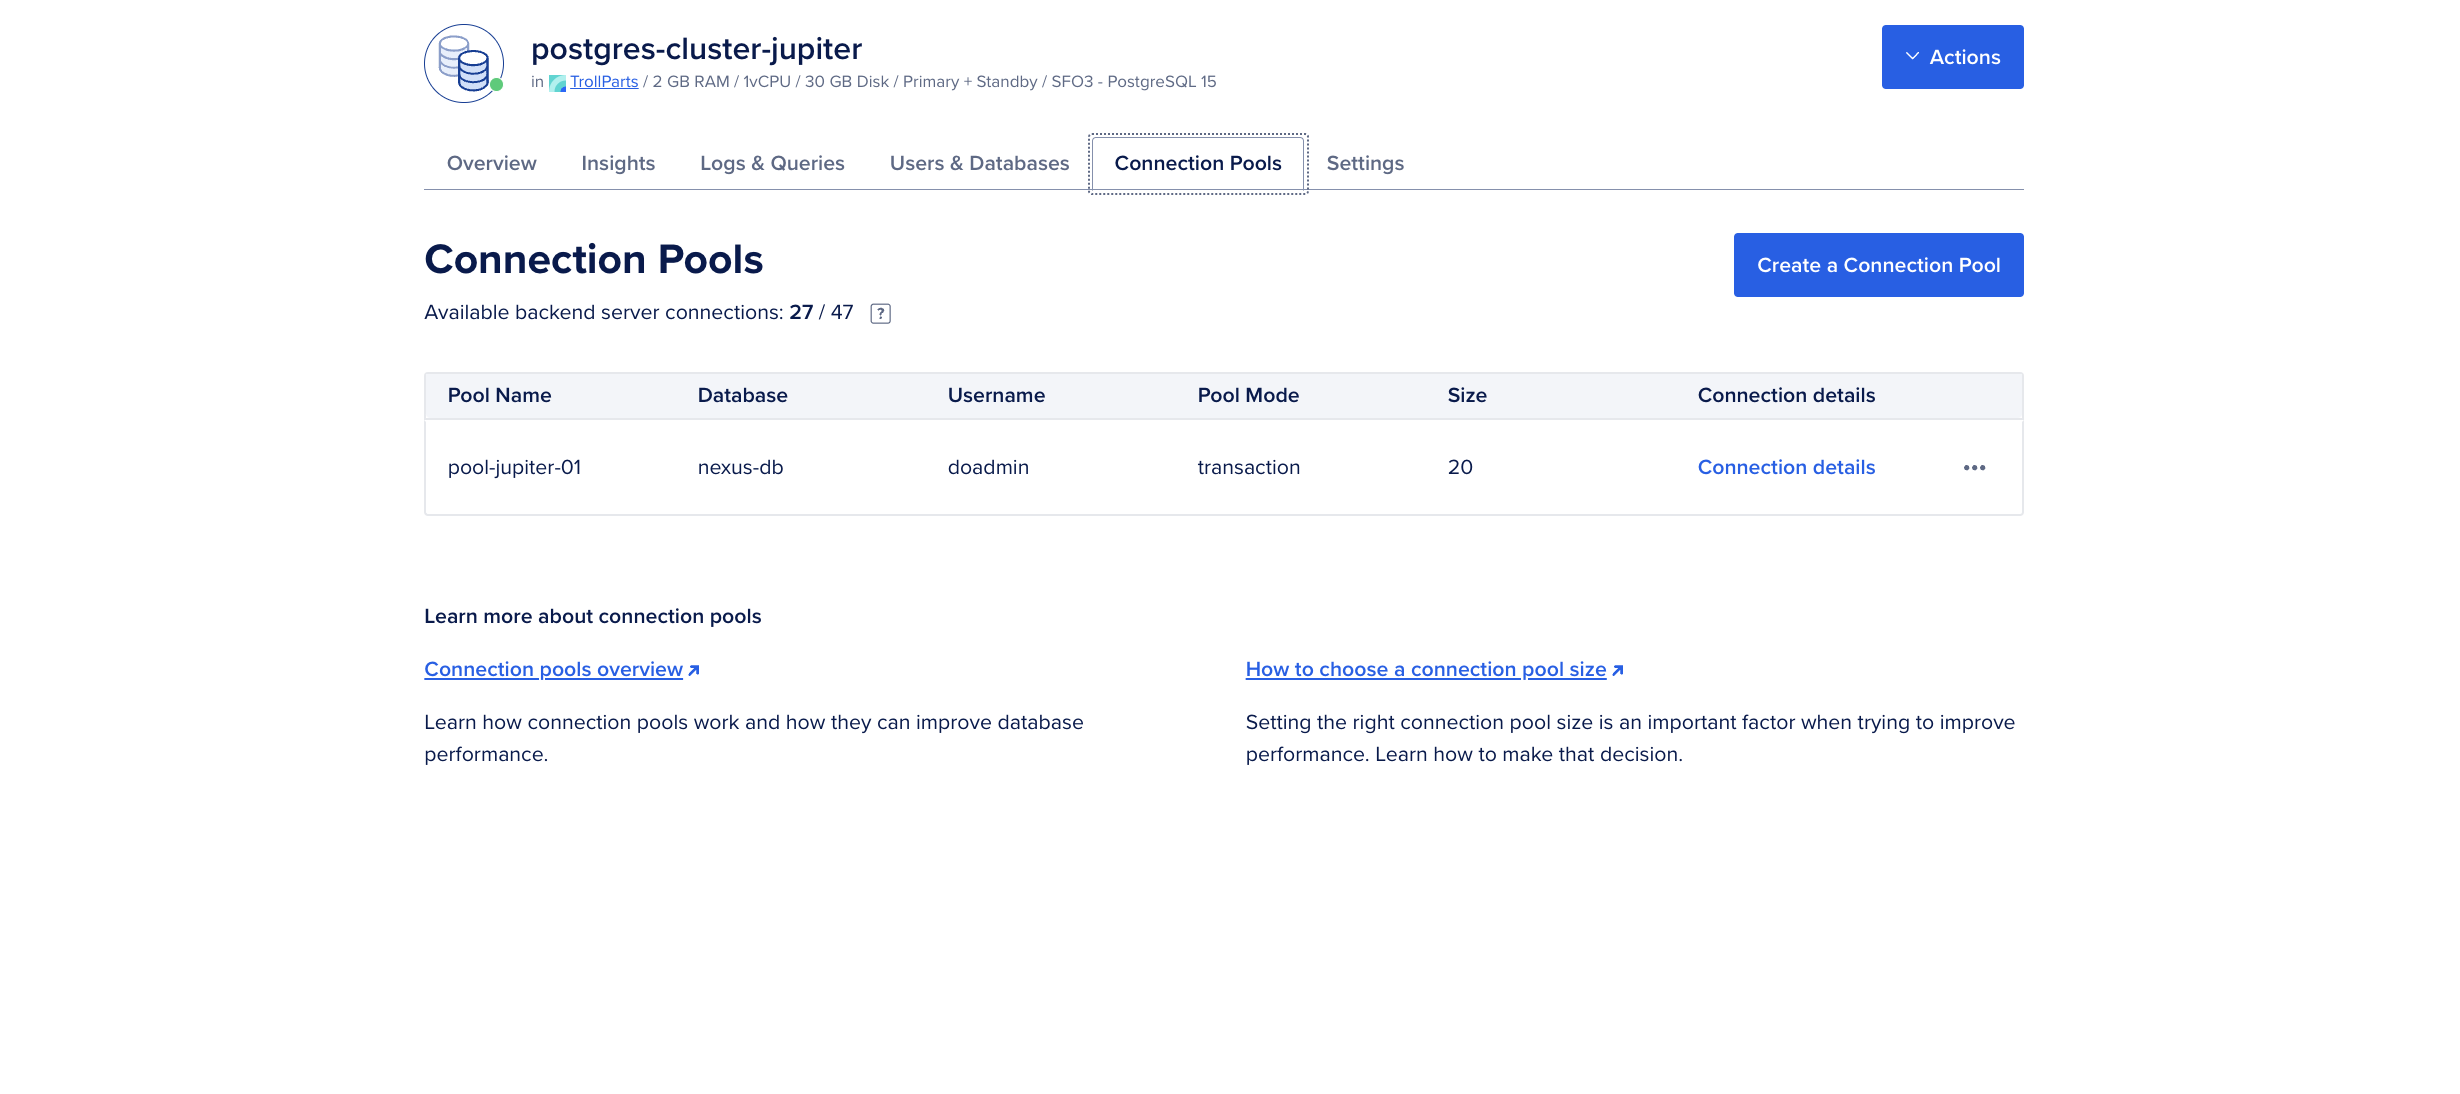 postgres-cluster-jupiter
in TrollParts / 2 GB RAM / 1vCPU / 30 GB Disk / Primary + Standby / SFO3 - PostgreSQL 15
Actions
Overview Insights Logs & Queries Users & Databases Connection Pools Settings
Connection Pools
Create a Connection Pool
Available backend server connections: 27 / 47 ?
Pool Name Database Username Pool Mode Size Connection details
pool-jupiter-01 nexus-db doadmin transaction 20 Connection details •••
Learn more about connection pools
Connection pools overview
Learn how connection pools work and how they can improve database
performance.
How to choose a connection pool size
Setting the right connection pool size is an important factor when trying to improve
performance. Learn how to make that decision.